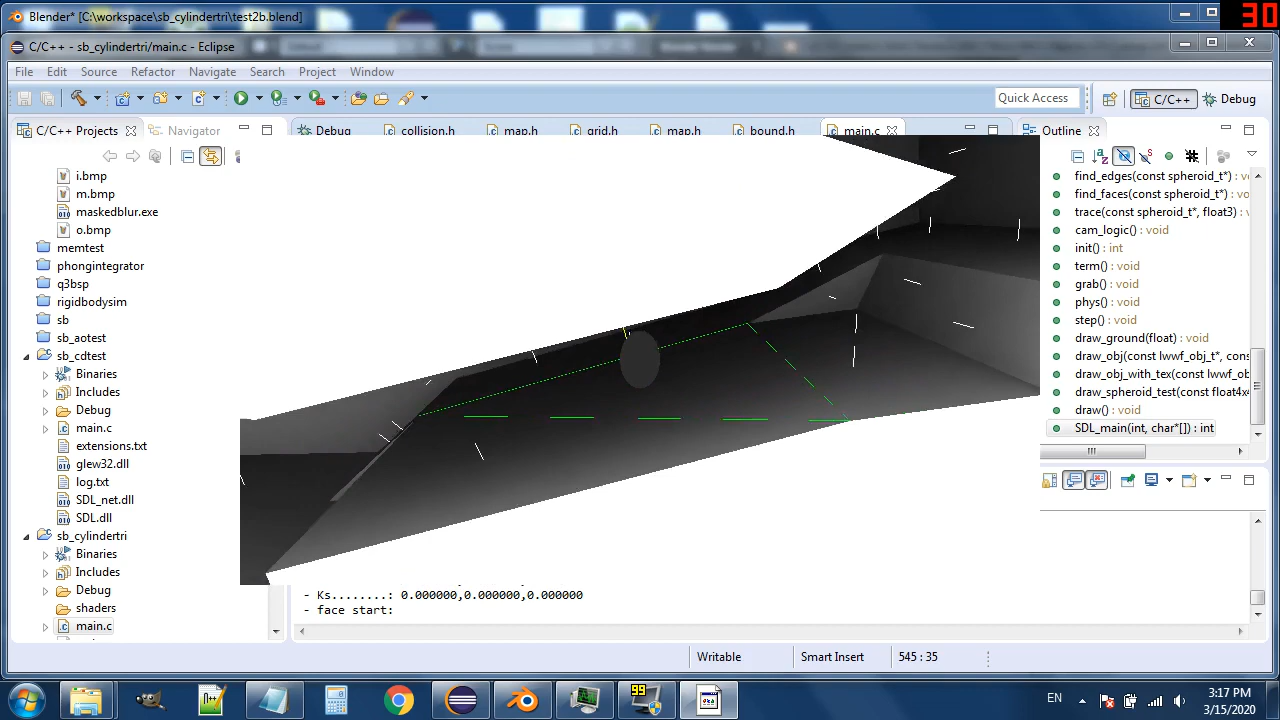 Blender* [C:\workspace\sb_cylindertri\test2b.blend]
30
C/C++ - sb_cylindertri/main.c - Eclipse
File Edit Source Refactor Navigate Search Project Window
Quick Access
C/C++
Debug
C/C++ Projects
Navigator
Debug
collision.h
map.h
grid.h
map.h
bound.h
main.c
Outline
i.bmp
m.bmp
maskedblur.exe
o.bmp
memtest
phongintegrator
q3bsp
rigidbodysim
sb
sb_aotest
sb_cdtest
Binaries
Includes
Debug
main.c
extensions.txt
glew32.dll
log.txt
SDL_net.dll
SDL.dll
sb_cylindertri
Binaries
Includes
Debug
shaders
main.c
find_edges(const spheroid_t*) : v
find_faces(const spheroid_t*) : v
trace(const spheroid_t*, float3) : v
cam_logic() : void
init() : int
term() : void
grab() : void
phys() : void
step() : void
draw_ground(float) : void
draw_obj(const lwwf_obj_t*, cons
draw_obj_with_tex(const lwwf_ob
draw_spheroid_test(const float4x4
draw() : void
SDL_main(int, char*[]) : int
- Ks........: 0.000000,0.000000,0.000000
- face start:
Writable
Smart Insert
545 : 35
99
EN
3:17 PM
3/15/2020